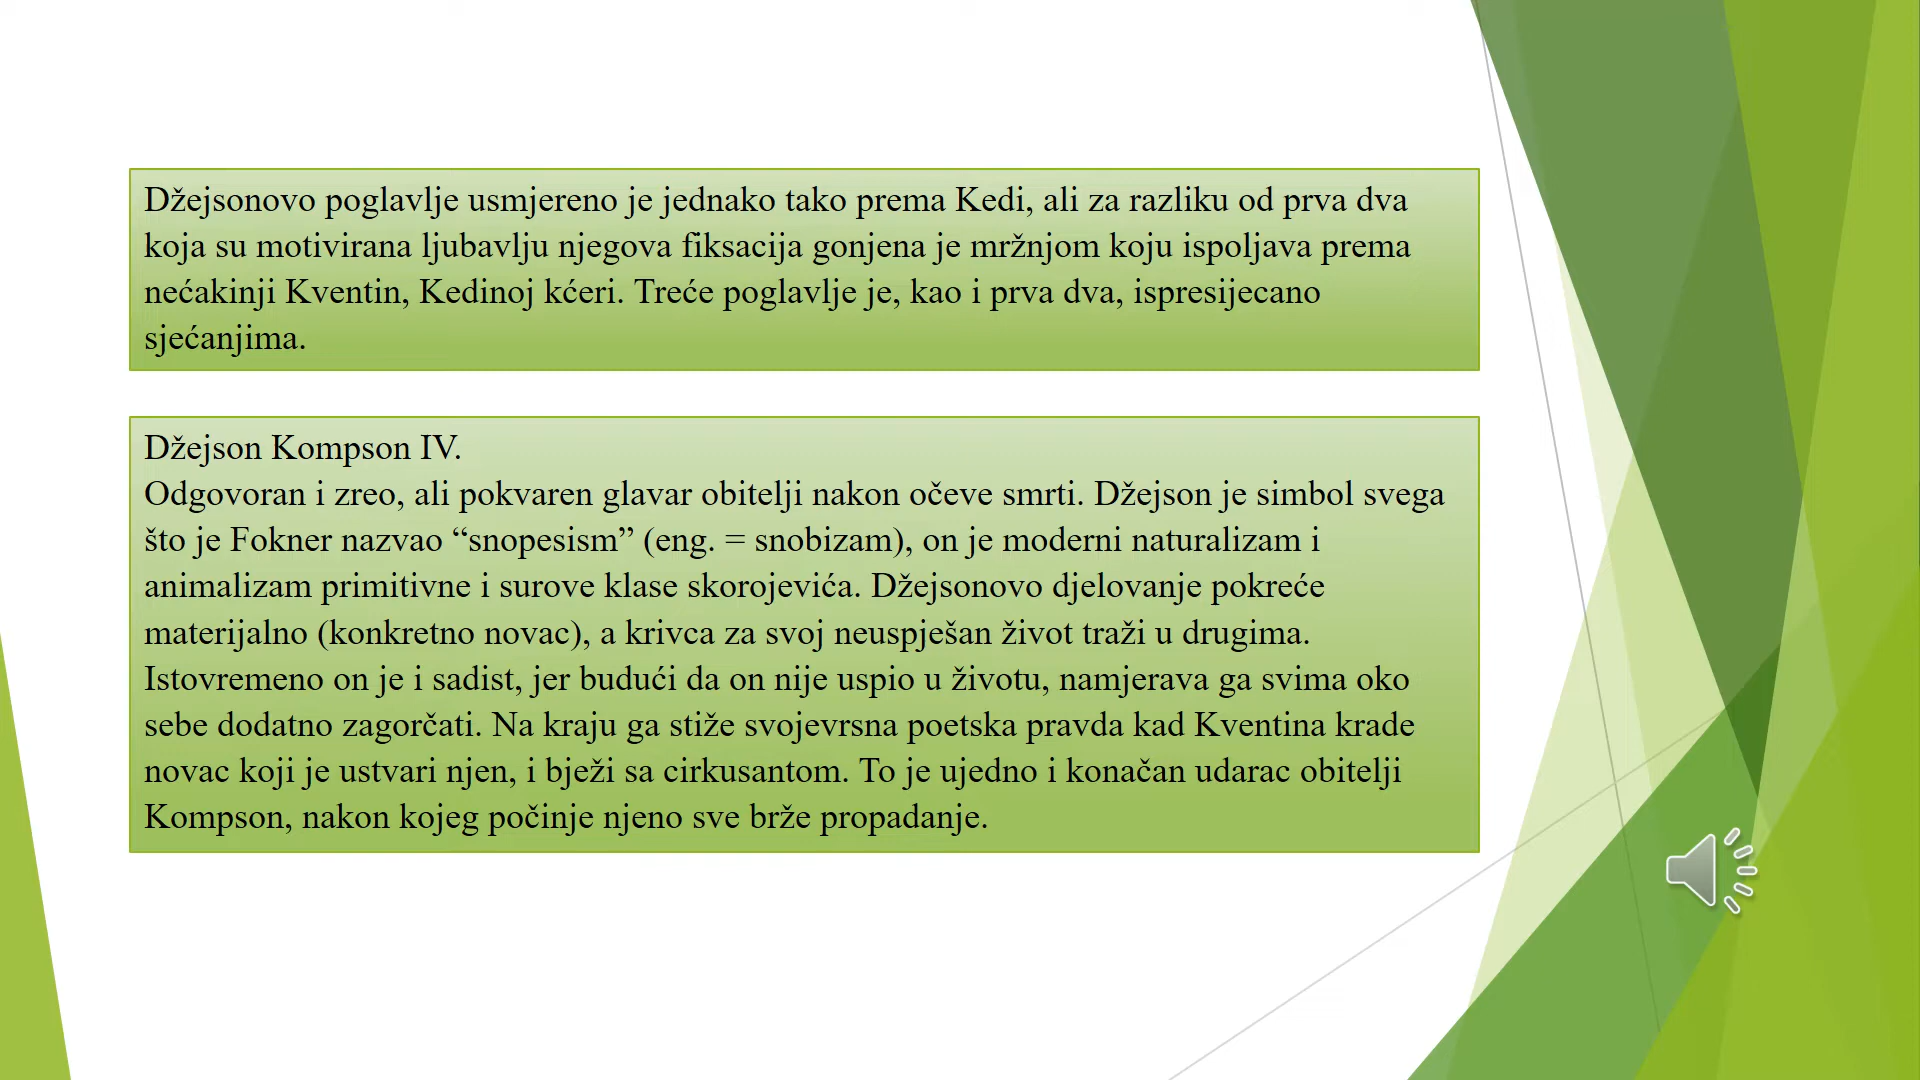 Džejsonovo poglavlje usmjereno je jednako tako prema Kedi, ali za razliku od prva dva
koja su motivirana ljubavlju njegova fiksacija gonjena je mržnjom koju ispoljava prema
nećakinji Kventin, Kedinoj kćeri. Treće poglavlje je, kao i prva dva, ispresijecano
sjećanjima.
Džejson Kompson IV.
Odgovoran i zreo, ali pokvaren glavar obitelji nakon očeve smrti. Džejson je simbol svega
što je Fokner nazvao “snopesism” (eng. = snobizam), on je moderni naturalizam i
animalizam primitivne i surove klase skorojevića. Džejsonovo djelovanje pokreće
materijalno (konkretno novac), a krivca za svoj neuspješan život traži u drugima.
Istovremeno on je i sadist, jer budući da on nije uspio u životu, namjerava ga svima oko
sebe dodatno zagorčati. Na kraju ga stiže svojevrsna poetska pravda kad Kventina krade
novac koji je ustvari njen, i bježi sa cirkusantom. To je ujedno i konačan udarac obitelji
Kompson, nakon kojeg počinje njeno sve brže propadanje.